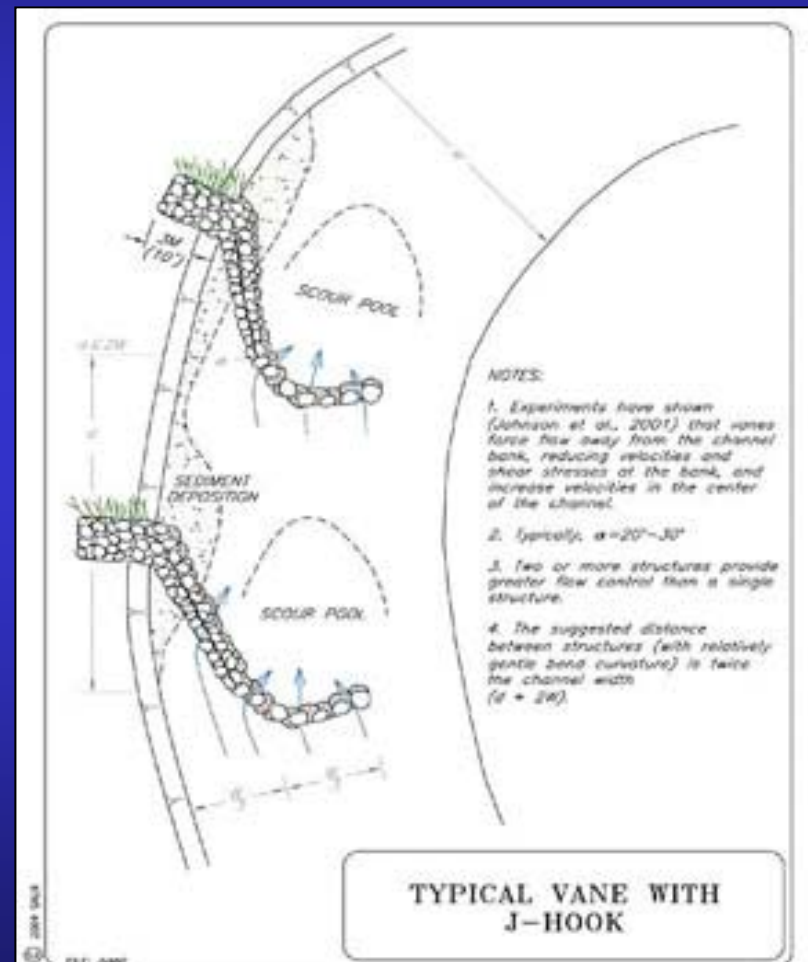 3M
(10')
SCOUR POOL
SEDIMENT
DEPOSITION
SCOUR POOL
NOTES:
1. Experiments have shown
(Johnson et al., 2001) that vanes
force flow away from the channel
bank, reducing velocities and
shear stresses at the bank, and
increase velocities in the center
of the channel.
2. Typically, α=20°-30°
3. Two or more structures provide
greater flow control than a single
structure.
4. The suggested distance
between structures (with relatively
gentle bend curvature) is twice
the channel width
(d = 2W).
TYPICAL VANE WITH
J-HOOK